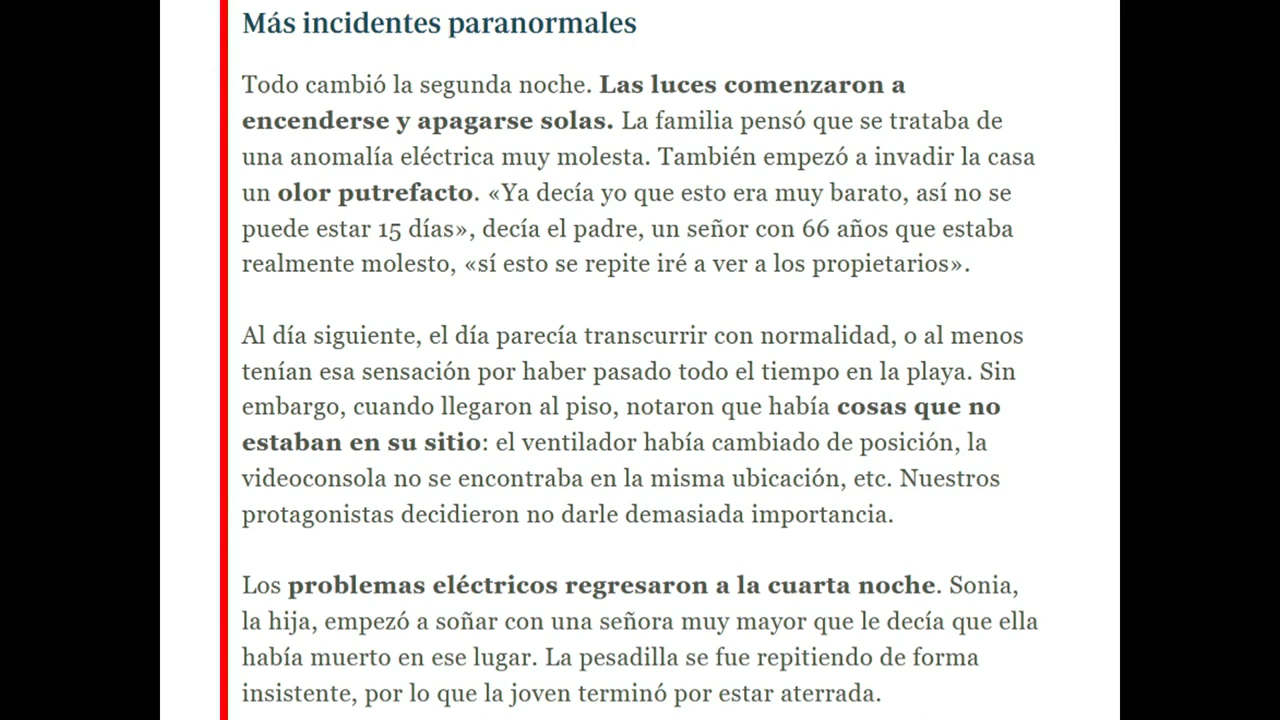 Más incidentes paranormales
Todo cambió la segunda noche. Las luces comenzaron a
encenderse y apagarse solas. La familia pensó que se trataba de
una anomalía eléctrica muy molesta. También empezó a invadir la casa
un olor putrefacto. «Ya decía yo que esto era muy barato, así no se
puede estar 15 días», decía el padre, un señor con 66 años que estaba
realmente molesto, «sí esto se repite iré a ver a los propietarios».
Al día siguiente, el día parecía transcurrir con normalidad, o al menos
tenían esa sensación por haber pasado todo el tiempo en la playa. Sin
embargo, cuando llegaron al piso, notaron que había cosas que no
estaban en su sitio: el ventilador había cambiado de posición, la
videoconsola no se encontraba en la misma ubicación, etc. Nuestros
protagonistas decidieron no darle demasiada importancia.
Los problemas eléctricos regresaron a la cuarta noche. Sonia,
la hija, empezó a soñar con una señora muy mayor que le decía que ella
había muerto en ese lugar. La pesadilla se fue repitiendo de forma
insistente, por lo que la joven terminó por estar aterrada.